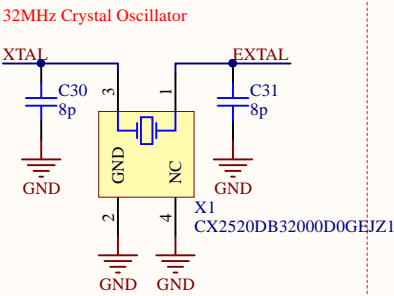 32MHz Crystal Oscillator
XTAL
EXTAL
C30
8p
3
1
C31
8p
GND
NC
GND
GND
2
4
X1
CX2520DB32000D0GEJZ1
GND
GND